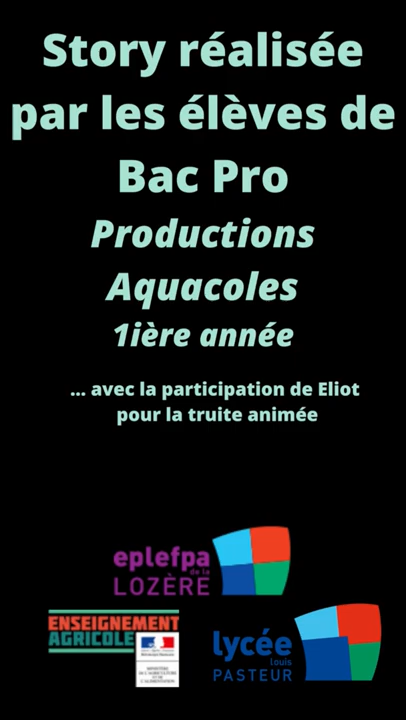 Story réalisée
par les élèves de
Bac Pro
Productions
Aquacoles
1ière année
... avec la participation de Eliot
pour la truite animée
eplefpa
de la
LOZÈRE
ENSEIGNEMENT
AGRICOLE
lycée
louis
PASTEUR